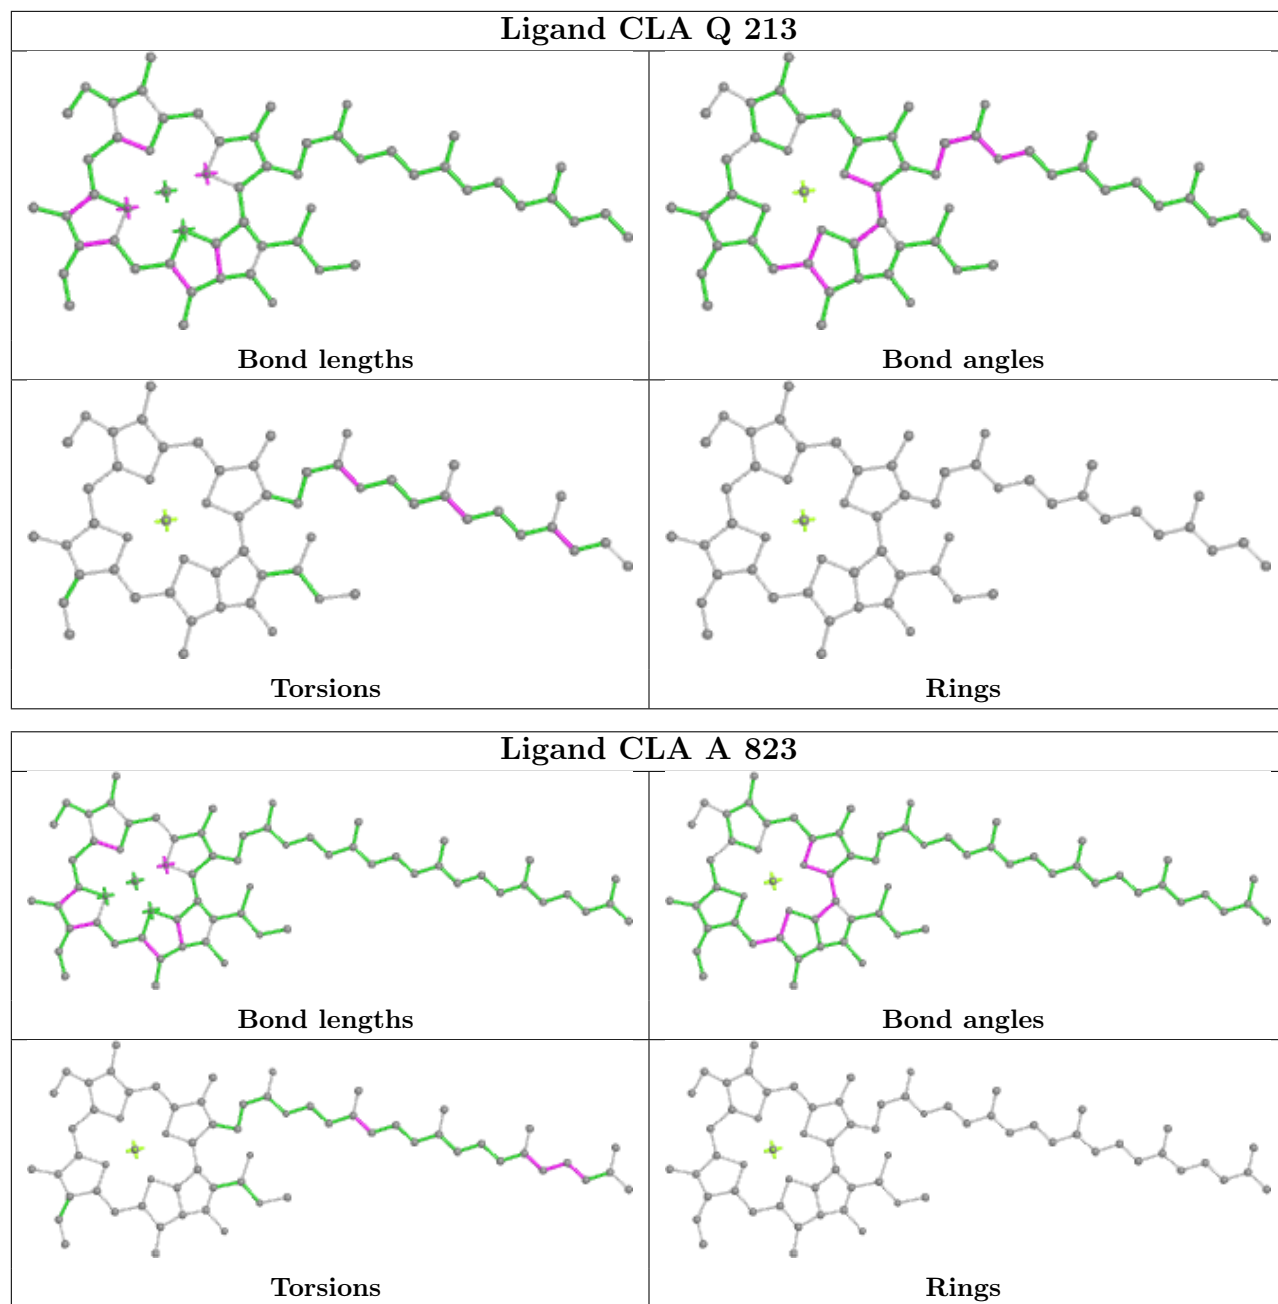 Ligand CLA Q 213
Bond lengths
Bond angles
Torsions
Rings
Ligand CLA A 823
Bond lengths
Bond angles
Torsions
Rings